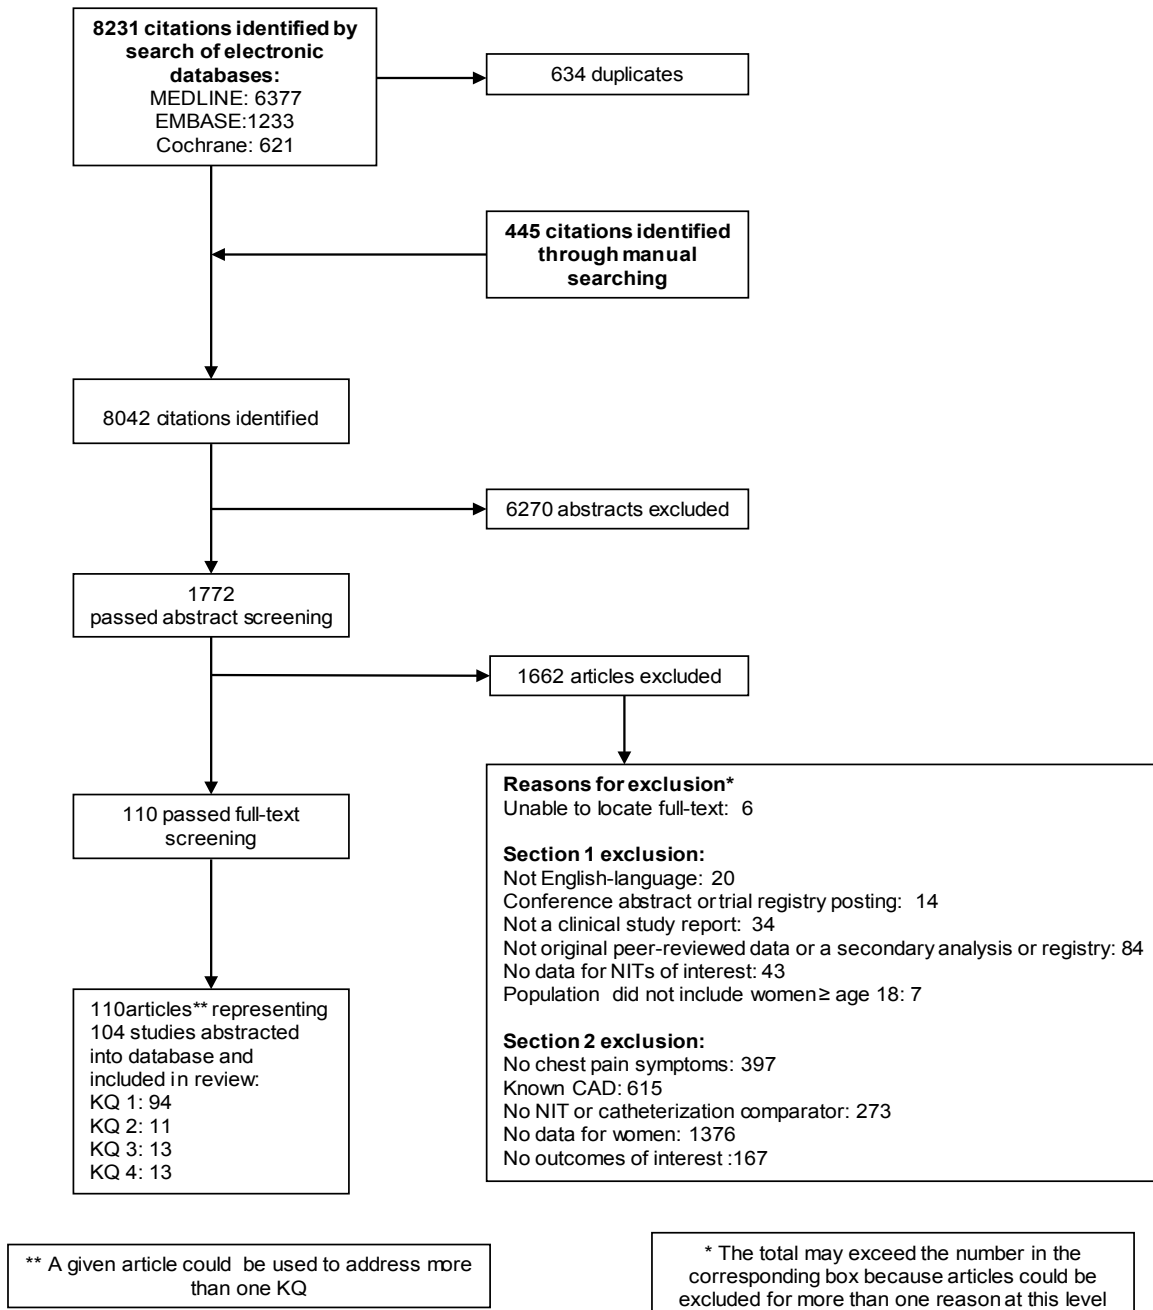 8231 citations identified by
search of electronic
databases:
MEDLINE: 6377
EMBASE:1233
Cochrane: 621
634 duplicates
445 citations identified
through manual
searching
8042 citations identified
6270 abstracts excluded
1772
passed abstract screening
1662 articles excluded
110 passed full-text
screening
Reasons for exclusion*
Unable to locate full-text: 6
Section 1 exclusion:
Not English-language: 20
Conference abstract or trial registry posting: 14
Not a clinical study report: 34
Not original peer-reviewed data or a secondary analysis or registry: 84
No data for NITs of interest: 43
Population did not include women ≥ age 18: 7
Section 2 exclusion:
No chest pain symptoms: 397
Known CAD: 615
No NIT or catheterization comparator: 273
No data for women: 1376
No outcomes of interest :167
110articles** representing
104 studies abstracted
into database and
included in review:
KQ 1: 94
KQ 2: 11
KQ 3: 13
KQ 4: 13
** A given article could be used to address more
than one KQ
* The total may exceed the number in the
corresponding box because articles could be
excluded for more than one reason at this level